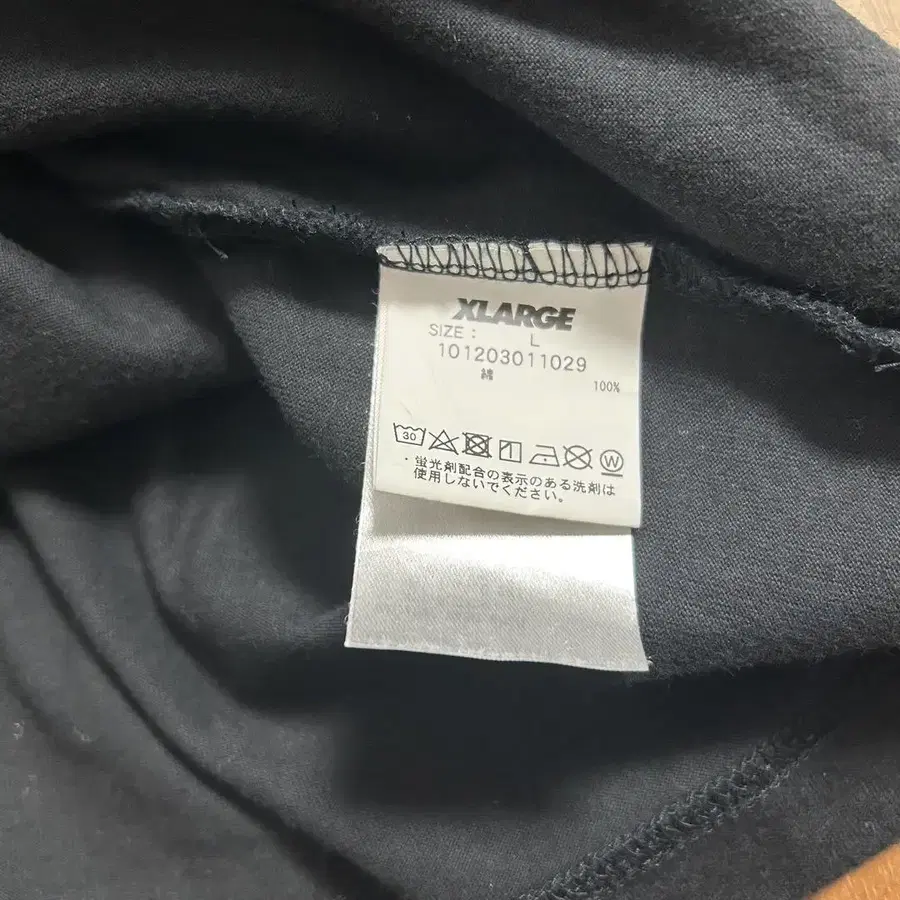 XLARGE
SIZE : L
101203011029
綿 100%
30 W
・蛍光剤配合の表示のある洗剤は
使用しないでください。